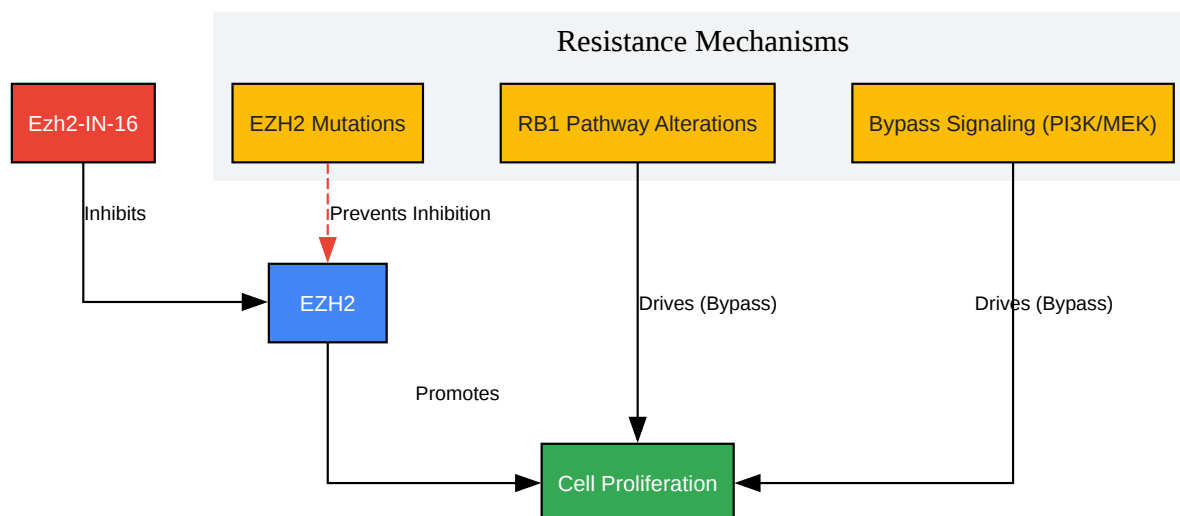 Resistance Mechanisms
Ezh2-IN-16
EZH2 Mutations
RB1 Pathway Alterations
Bypass Signaling (PI3K/MEK)
Inhibits
Prevents Inhibition
EZH2
Drives (Bypass)
Drives (Bypass)
Promotes
Cell Proliferation